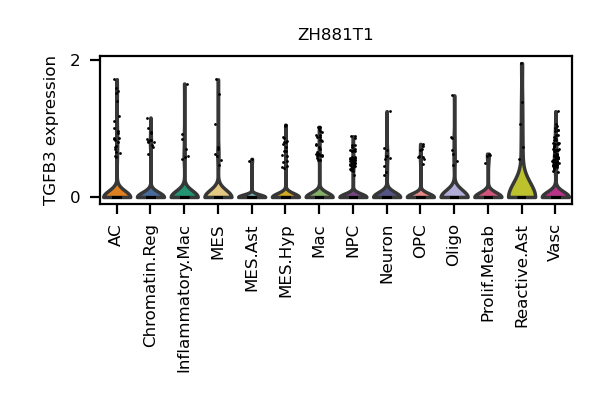 ZH881T1
TGFB3 expression
2
0
AC
Chromatin.Reg
Inflammatory.Mac
MES
MES.Ast
MES.Hyp
Mac
NPC
Neuron
OPC
Oligo
Prolif.Metab
Reactive.Ast
Vasc